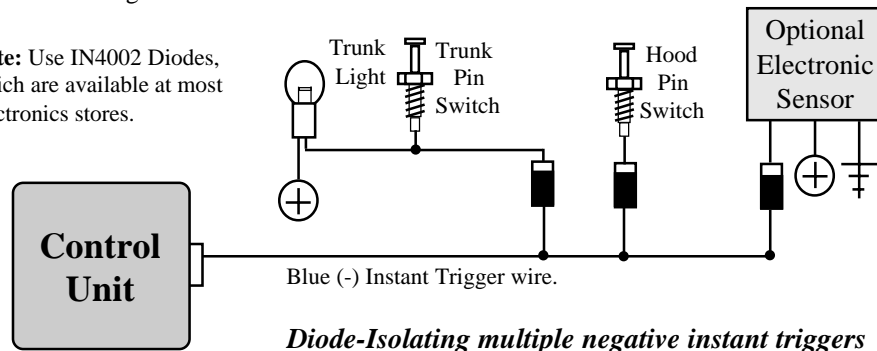 te: Use IN4002 Diodes,
ich are available at most
ctronics stores.
Trunk
Light
Trunk
Pin
Switch
Hood
Pin
Switch
Optional
Electronic
Sensor
Control
Unit
Blue (-) Instant Trigger wire.
Diode-Isolating multiple negative instant triggers